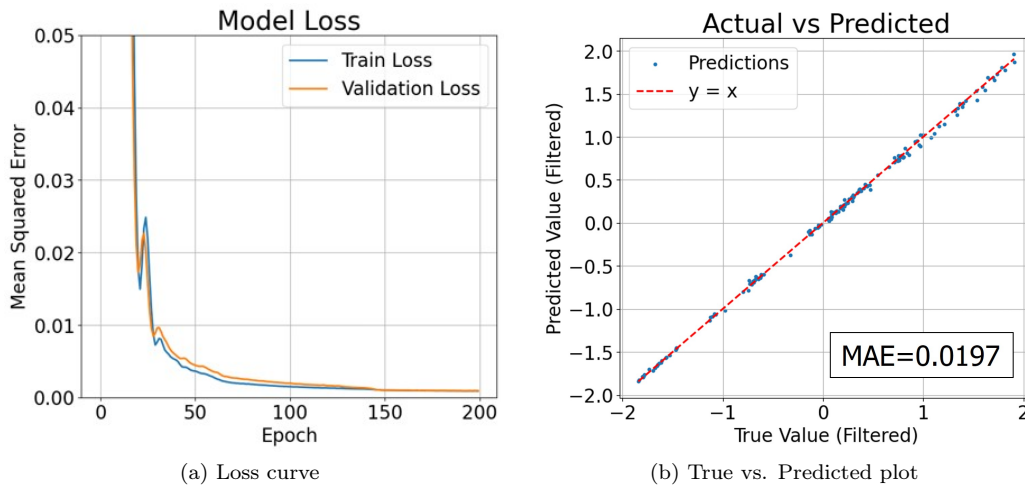 Model Loss
0.05
0.04
0.03
0.02
0.01
0.00
Mean Squared Error
Train Loss
Validation Loss
0
50
100
150
200
Epoch
(a) Loss curve
Actual vs Predicted
2.0
1.5
1.0
0.5
0.0
−0.5
−1.0
−1.5
−2.0
Predicted Value (Filtered)
Predictions
y = x
MAE=0.0197
−2
−1
0
1
2
True Value (Filtered)
(b) True vs. Predicted plot